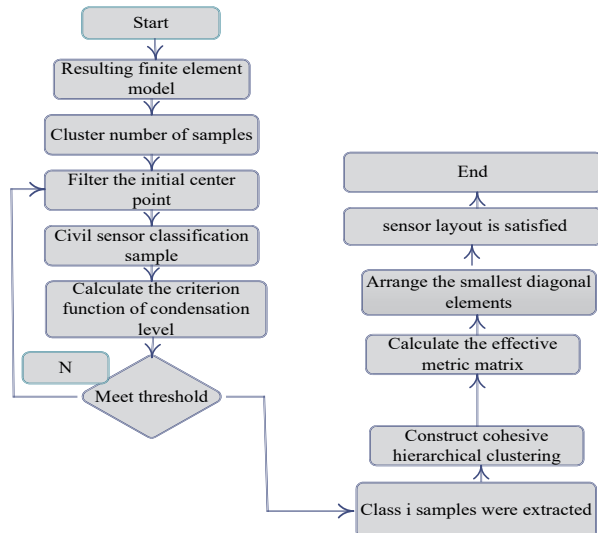 Start
Resulting finite element
model
Cluster number of samples
Filter the initial center
point
Civil sensor classification
sample
Calculate the criterion
function of condensation
level
N
Meet threshold
End
sensor layout is satisfied
Arrange the smallest diagonal
elements
Calculate the effective
metric matrix
Construct cohesive
hierarchical clustering
Class i samples were extracted